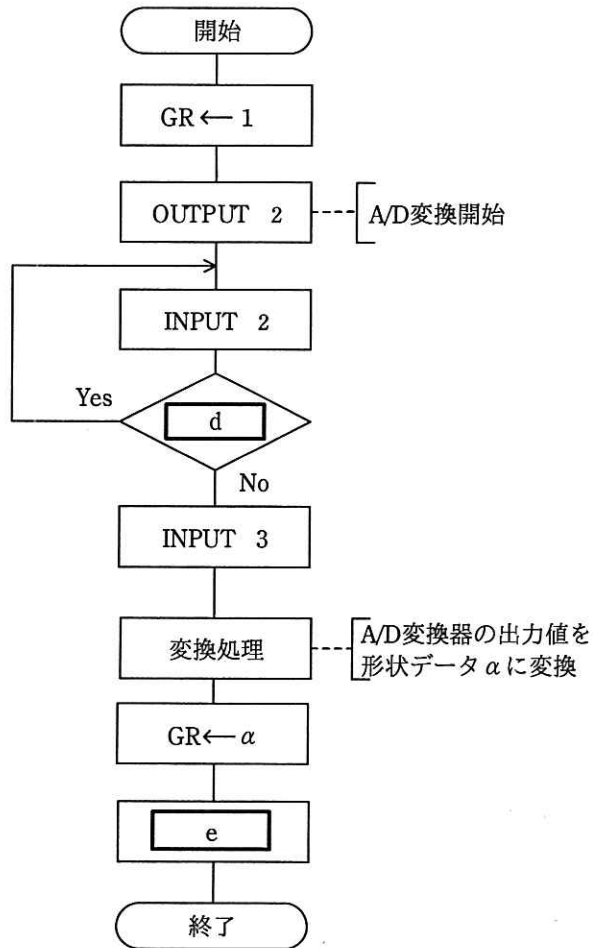 開始
GR ← 1
OUTPUT 2
A/D変換開始
INPUT 2
Yes
d
No
INPUT 3
変換処理
A/D変換器の出力値を
形状データαに変換
GR ← α
e
終了